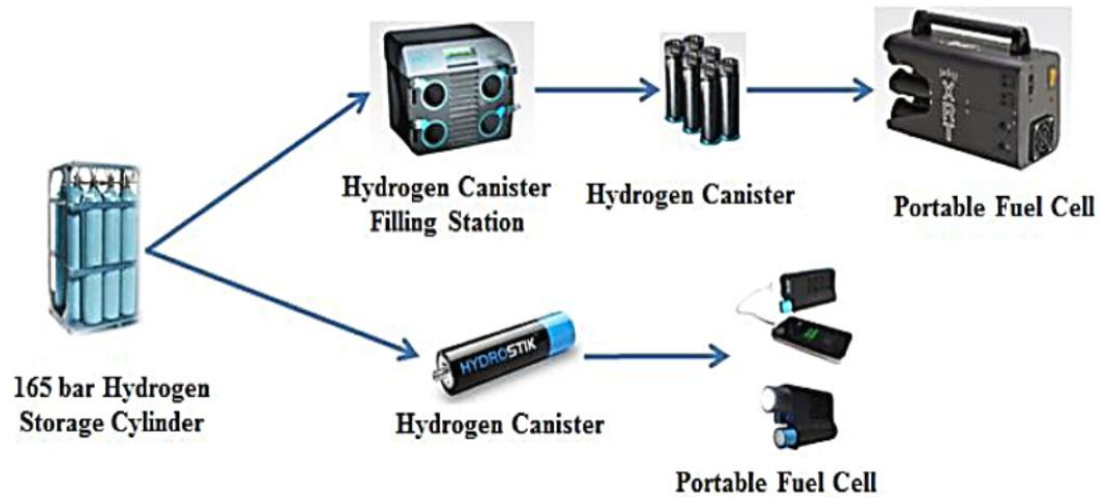 Hydrogen Canister
Filling Station
Hydrogen Canister
Portable Fuel Cell
165 bar Hydrogen
Storage Cylinder
HYDROSTIK
Hydrogen Canister
Portable Fuel Cell